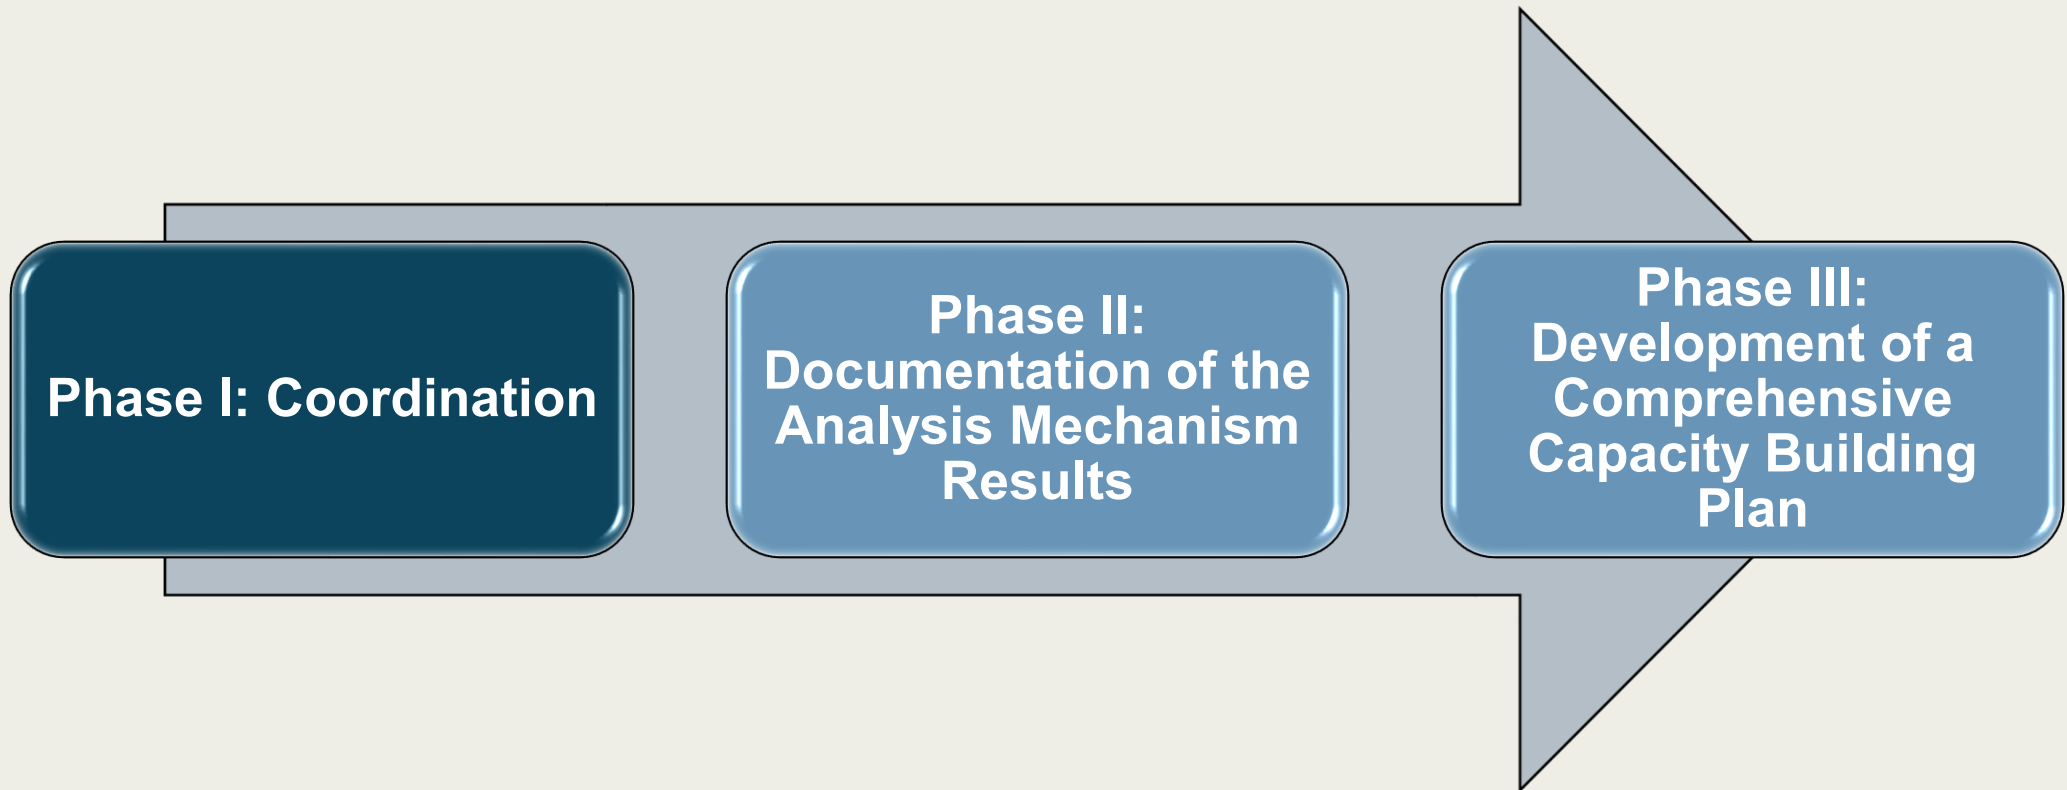 Phase I: Coordination
Phase II:
Documentation of the
Analysis Mechanism
Results
Phase III:
Development of a
Comprehensive
Capacity Building
Plan